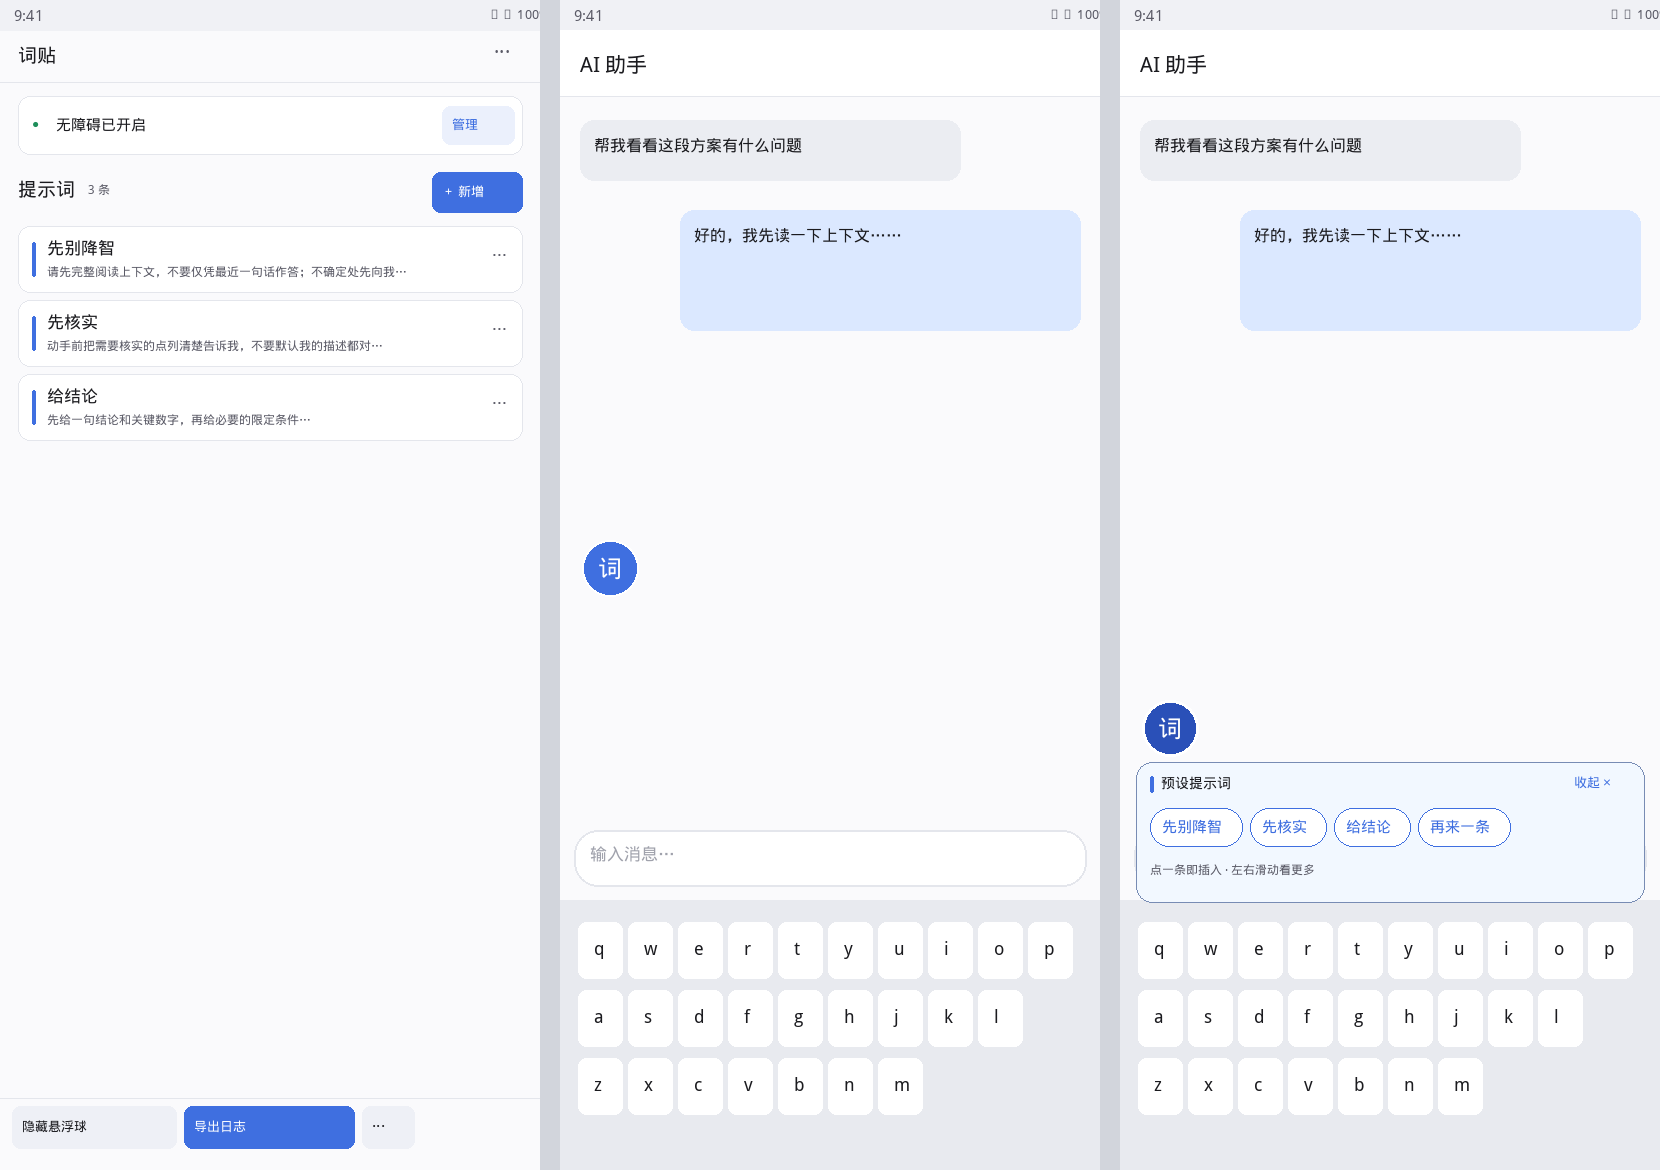 9:41
100
词贴
···
无障碍已开启
管理
提示词 3 条
+ 新增
先别降智
请先完整阅读上下文，不要仅凭最近一句话作答；不确定处先向我…
···
先核实
动手前把需要核实的点列清楚告诉我，不要默认我的描述都对…
···
给结论
先给一句结论和关键数字，再给必要的限定条件…
···
隐藏悬浮球
导出日志
···
9:41
100
AI 助手
帮我看看这段方案有什么问题
好的，我先读一下上下文……
词
输入消息…
q w e r t y u i o p
a s d f g h j k l
z x c v b n m
9:41
100
AI 助手
帮我看看这段方案有什么问题
好的，我先读一下上下文……
词
预设提示词
收起 ×
先别降智 先核实 给结论 再来一条
点一条即插入 · 左右滑动看更多
q w e r t y u i o p
a s d f g h j k l
z x c v b n m